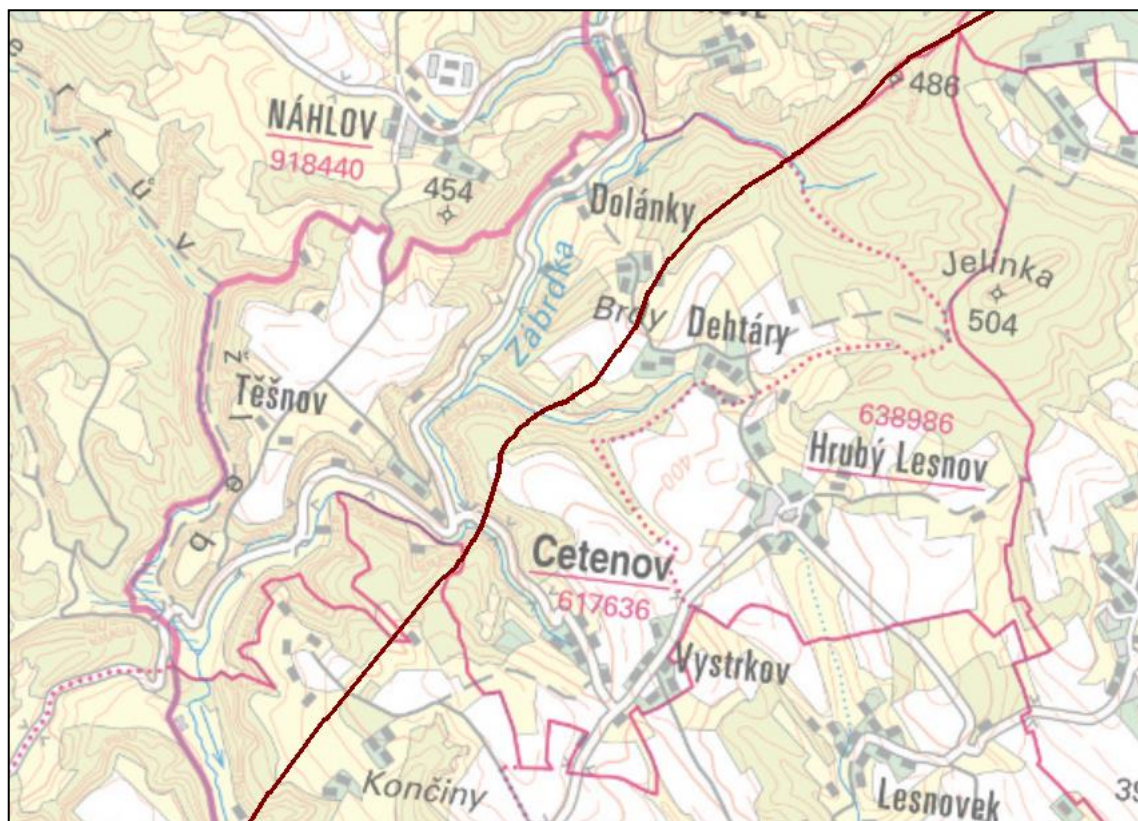 486
NÁHLOV
918440
454
Dolánky
Zábrdka
Jelínka
504
Brdy
Dehtáry
Těšnov
638986
Hrubý Lesnov
400
Cetenov
617636
Vystrkov
Končiny
Lesnovek